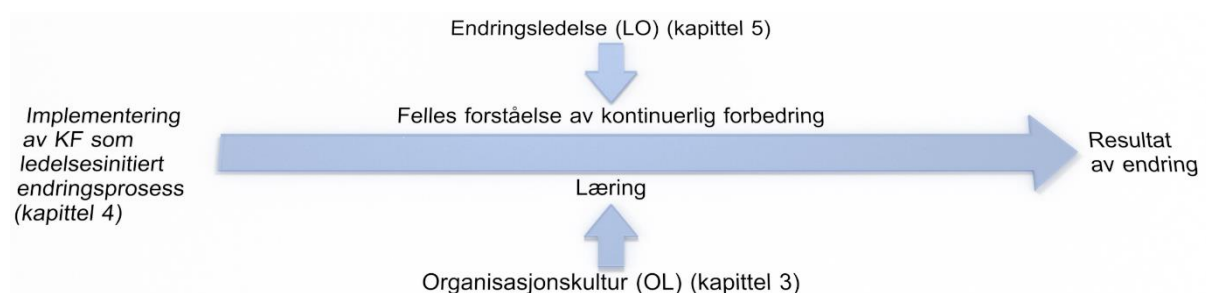 Endringsledelse (LO) (kapittel 5)
Implementering
av KF som
ledelsesinitiert
endringsprosess
(kapittel 4)
Felles forståelse av kontinuerlig forbedring
Læring
Resultat
av endring
Organisasjonskultur (OL) (kapittel 3)